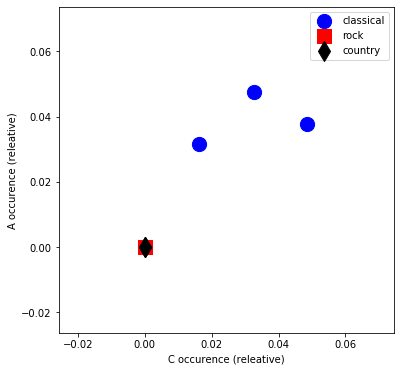 classical
rock
country
0.06
0.04
0.02
0.00
−0.02
A occurence (releative)
−0.02
0.00
0.02
0.04
0.06
C occurence (releative)